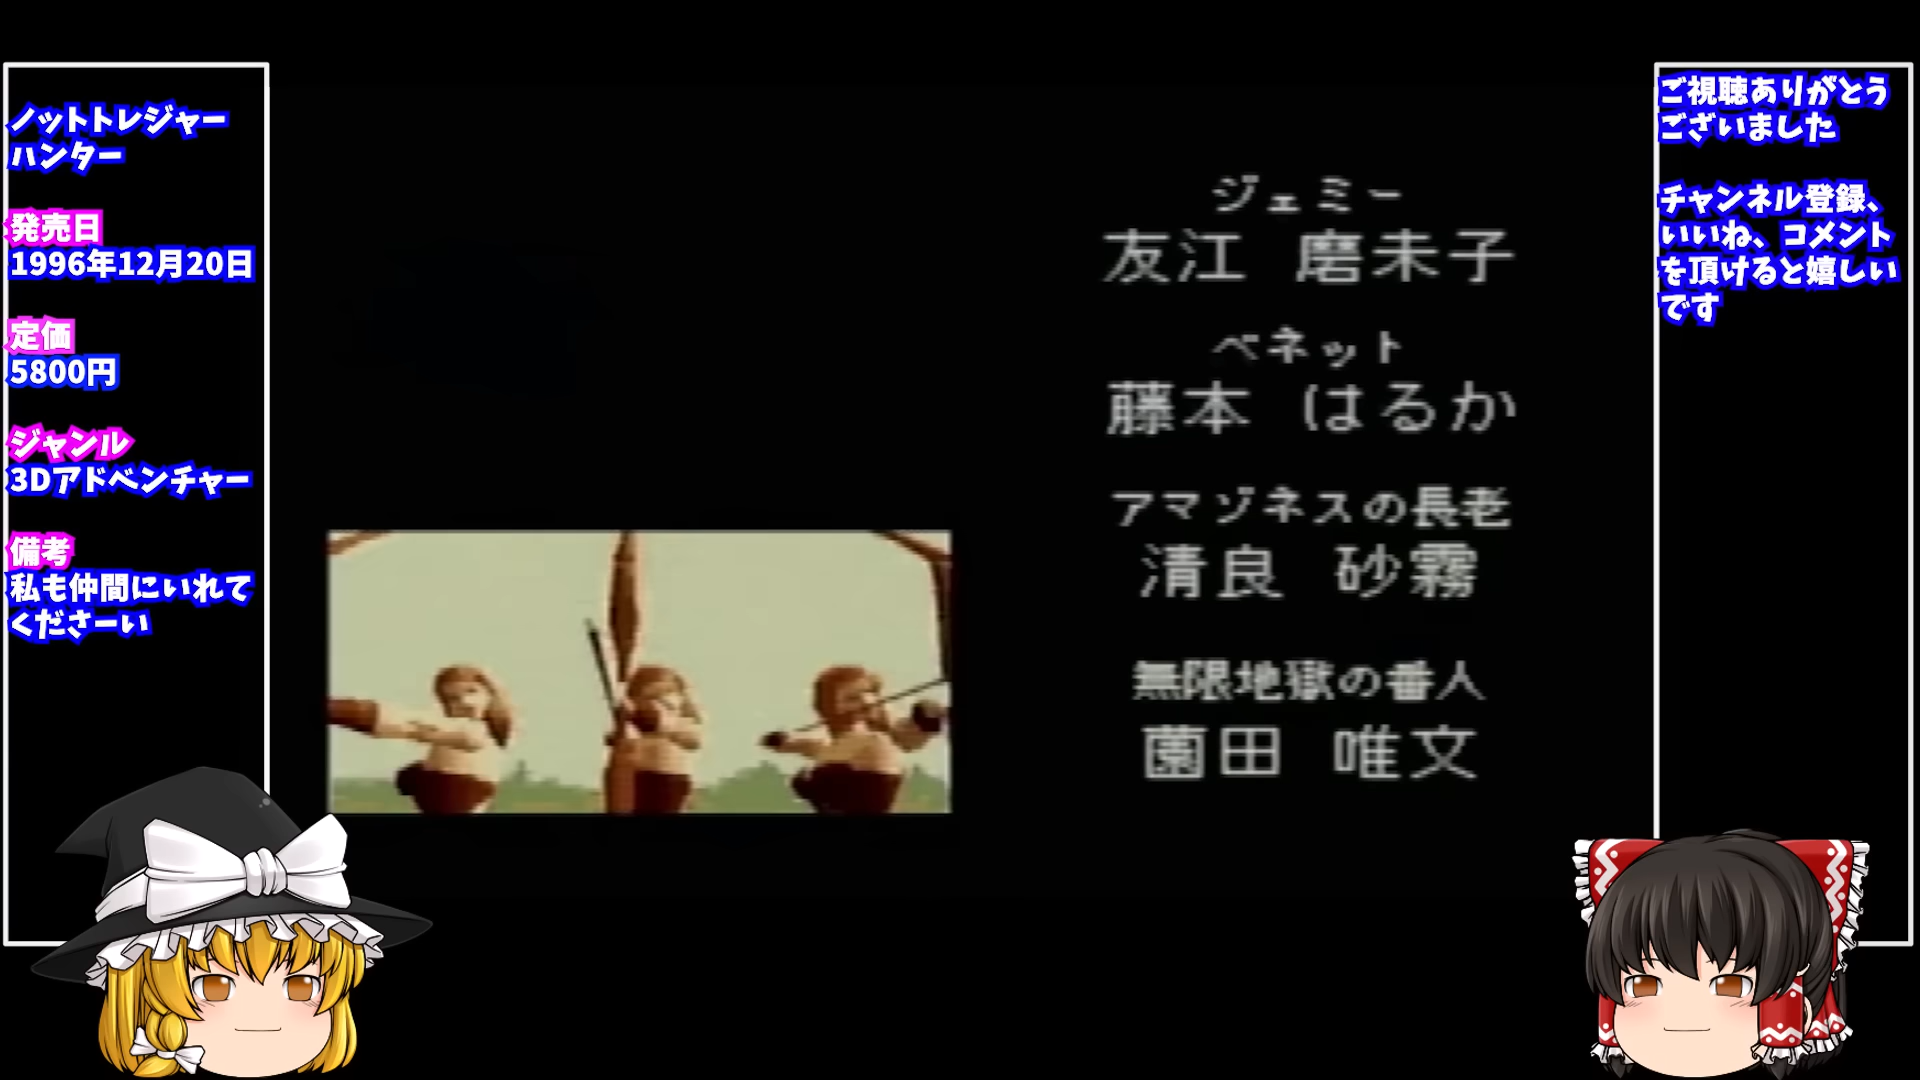 ノットトレジャー
ハンター
発売日
1996年12月20日
定価
5800円
ジャンル
3Dアドベンチャー
備考
私も仲間にいれて
くださーい
ジェミー
友江 磨未子
ベネット
藤本 はるか
アマゾネスの長老
清良 砂霧
無限地獄の番人
薗田 唯文
ご視聴ありがとう
ございました
チャンネル登録、
いいね、コメント
を頂けると嬉しい
です